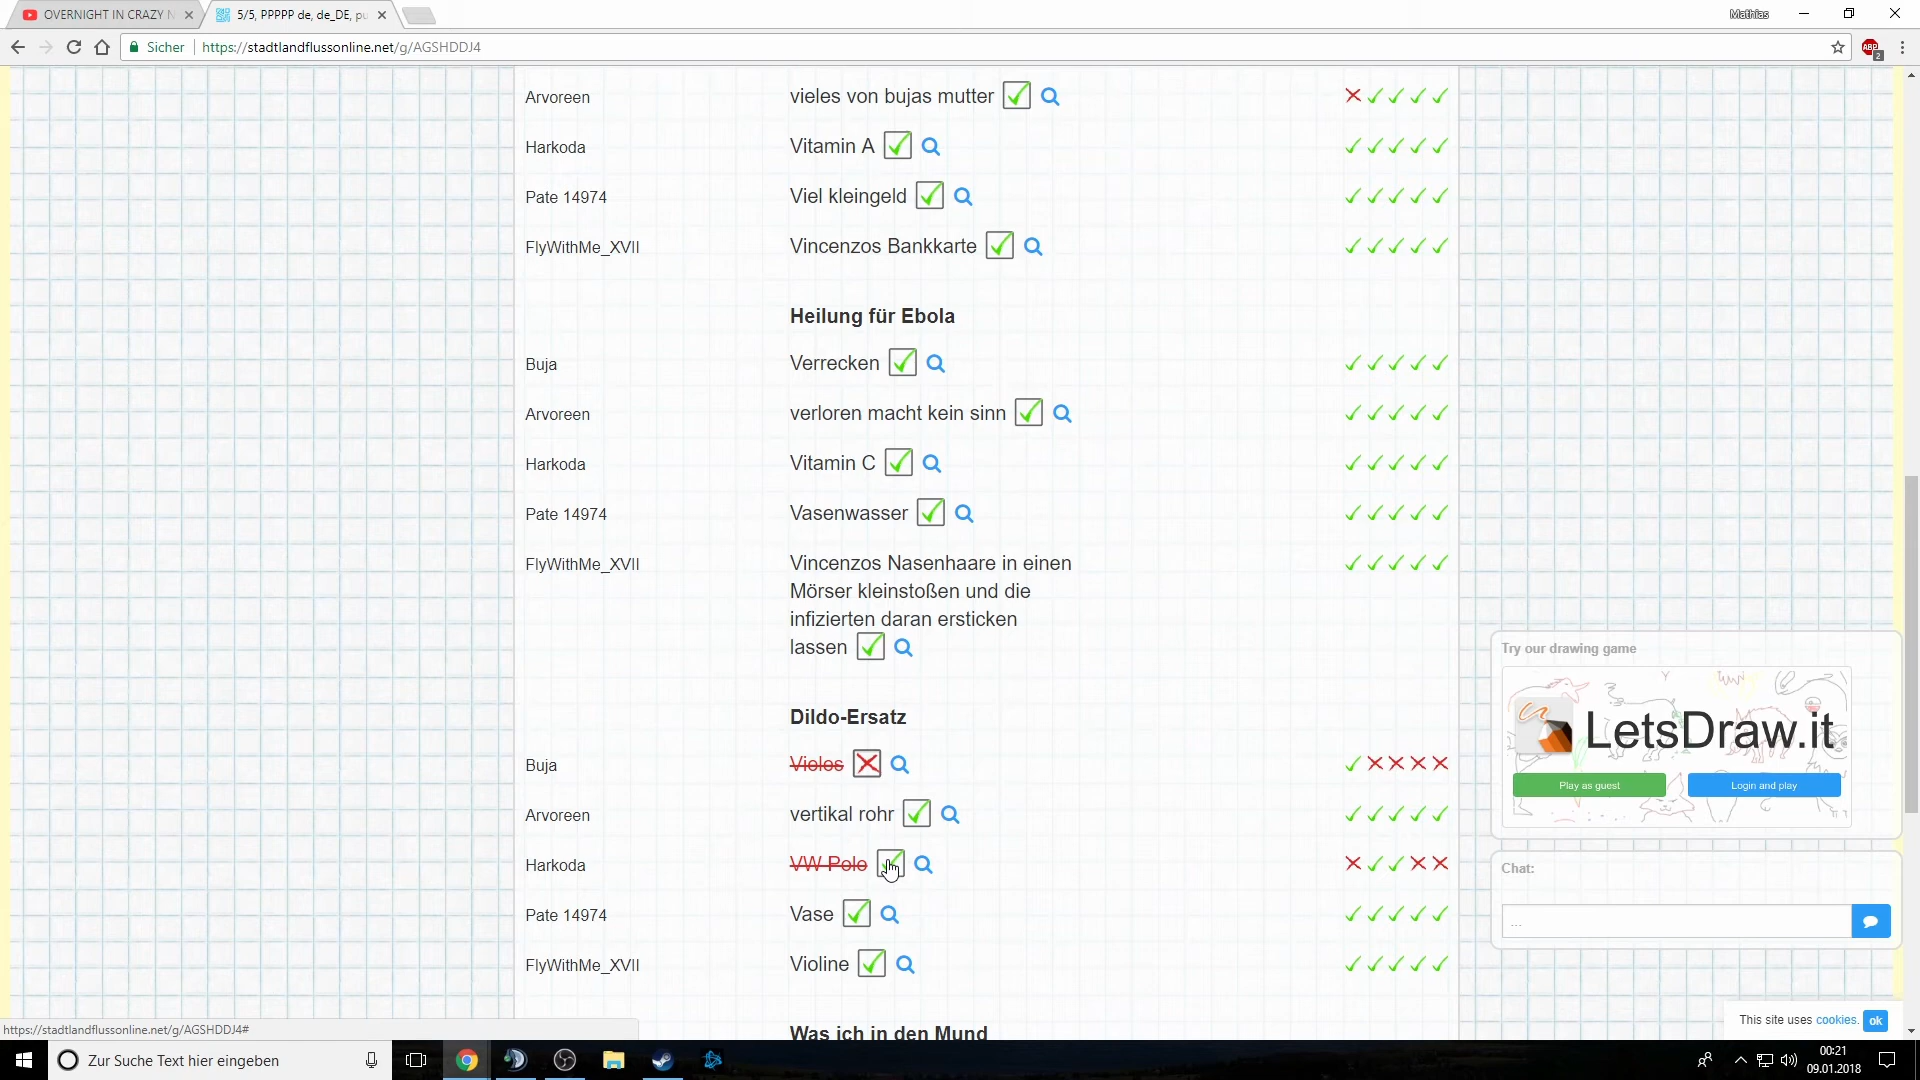 OVERNIGHT IN CRAZY N
5/5, PPPPP de, de_DE, pu
Mathias
Sicher
https://stadtlandflussonline.net/g/AGSHDDJ4
ABP
2
Arvoreen
vieles von bujas mutter
Harkoda
Vitamin A
Pate 14974
Viel kleingeld
FlyWithMe_XVII
Vincenzos Bankkarte
Heilung für Ebola
Buja
Verrecken
Arvoreen
verloren macht kein sinn
Harkoda
Vitamin C
Pate 14974
Vasenwasser
FlyWithMe_XVII
Vincenzos Nasenhaare in einen
Mörser kleinstoßen und die
infizierten daran ersticken
lassen
Dildo-Ersatz
Buja
Vieles
Arvoreen
vertikal rohr
Harkoda
VW Polo
Pate 14974
Vase
FlyWithMe_XVII
Violine
Was ich in den Mund
Try our drawing game
LetsDraw.it
Play as guest
Login and play
Chat:
...
This site uses cookies.
ok
https://stadtlandflussonline.net/g/AGSHDDJ4#
Zur Suche Text hier eingeben
00:21
09.01.2018